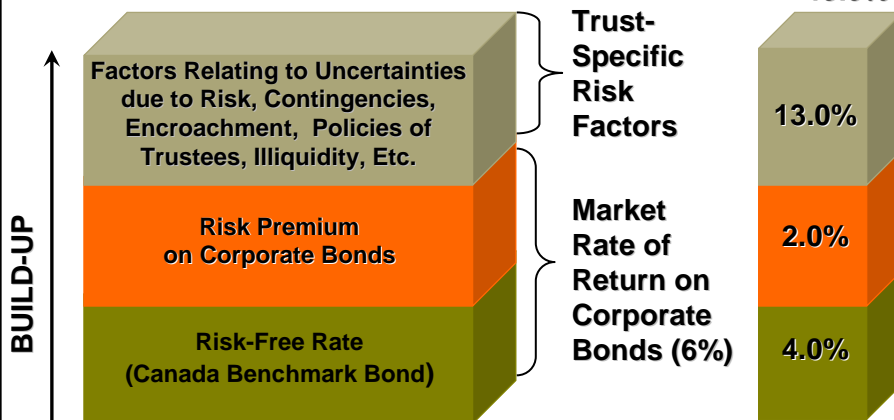 Trust-
Specific
Risk
Factors
Factors Relating to Uncertainties
due to Risk, Contingencies,
Encroachment, Policies of
Trustees, Illiquidity, Etc.
13.0%
BUILD-UP
Risk Premium
on Corporate Bonds
Market
Rate of
Return on
Corporate
Bonds (6%)
2.0%
Risk-Free Rate
(Canada Benchmark Bond)
4.0%